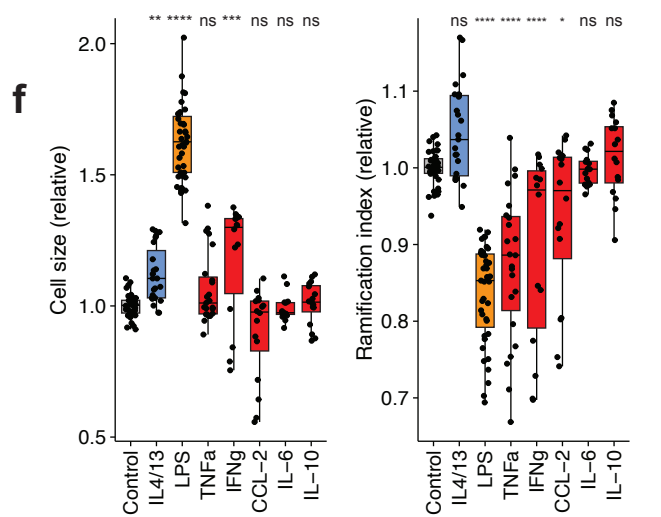 f
** **** ns *** ns ns ns
Cell size (relative)
2.0
1.5
1.0
0.5
Control
IL4/13
LPS
TNFa
IFNg
CCL−2
IL−6
IL−10
ns **** **** **** * ns ns
Ramification index (relative)
1.1
1.0
0.9
0.8
0.7
Control
IL4/13
LPS
TNFa
IFNg
CCL−2
IL−6
IL−10